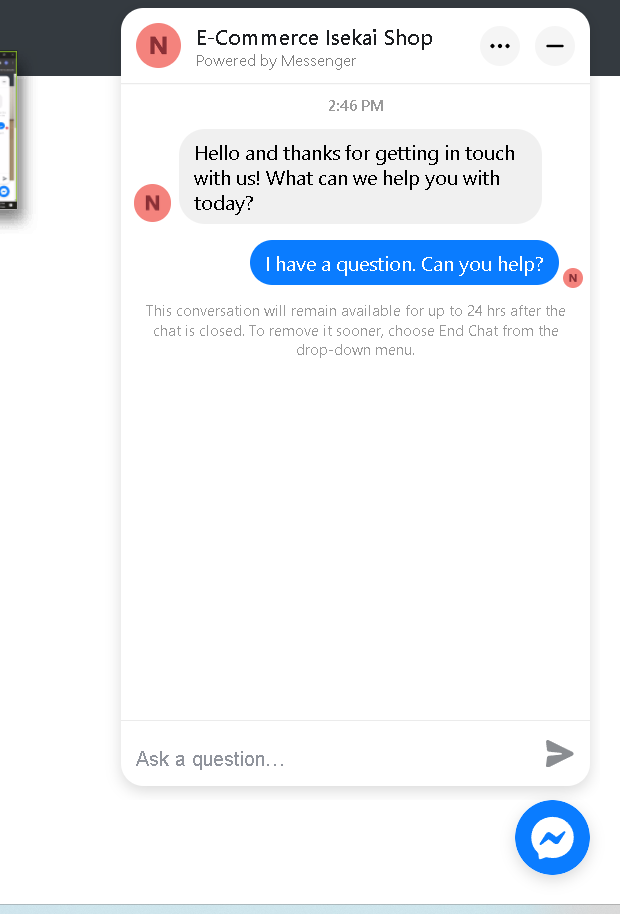 N
E-Commerce Isekai Shop
Powered by Messenger
2:46 PM
Hello and thanks for getting in touch
with us! What can we help you with
today?
N
I have a question. Can you help?
N
This conversation will remain available for up to 24 hrs after the
chat is closed. To remove it sooner, choose End Chat from the
drop-down menu.
Ask a question…